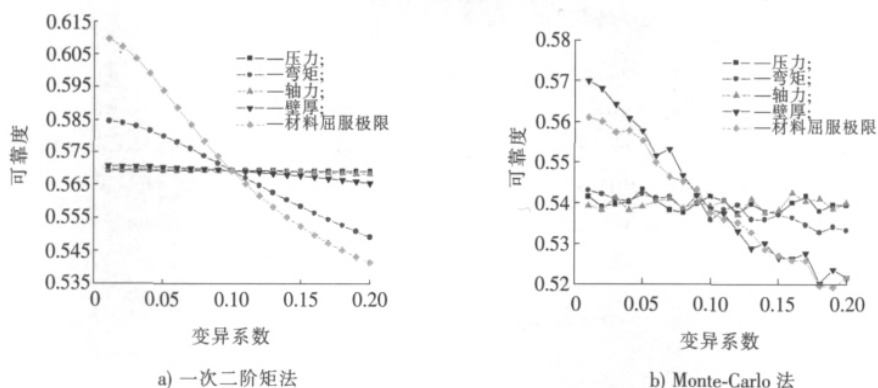 0.615
0.605
0.585
0.575
0.565
0.555
0.545
0.535
0
0.05
0.10
0.15
0.20
可靠度
变异系数
—压力;
—弯矩;
—轴力;
—壁厚;
—材料屈服极限
a) 一次二阶矩法
0.58
0.57
0.56
0.55
0.54
0.53
0.52
0
0.05
0.10
0.15
0.20
可靠度
变异系数
—压力;
—弯矩;
—轴力;
—壁厚;
—材料屈服极限
b) Monte-Carlo 法